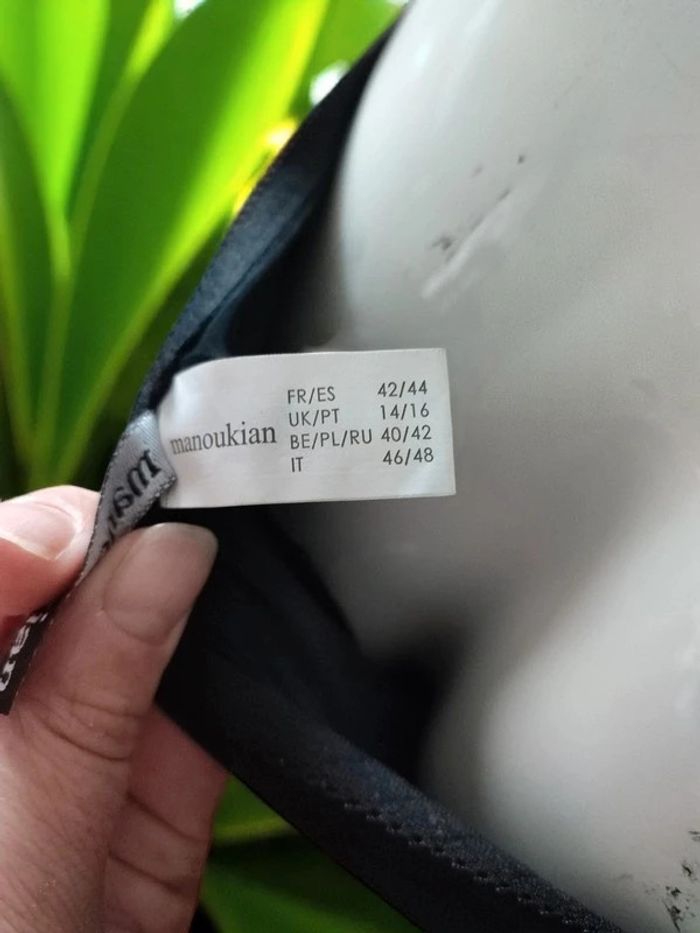 manoukian
FR/ES 42/44
UK/PT 14/16
BE/PL/RU 40/42
IT 46/48